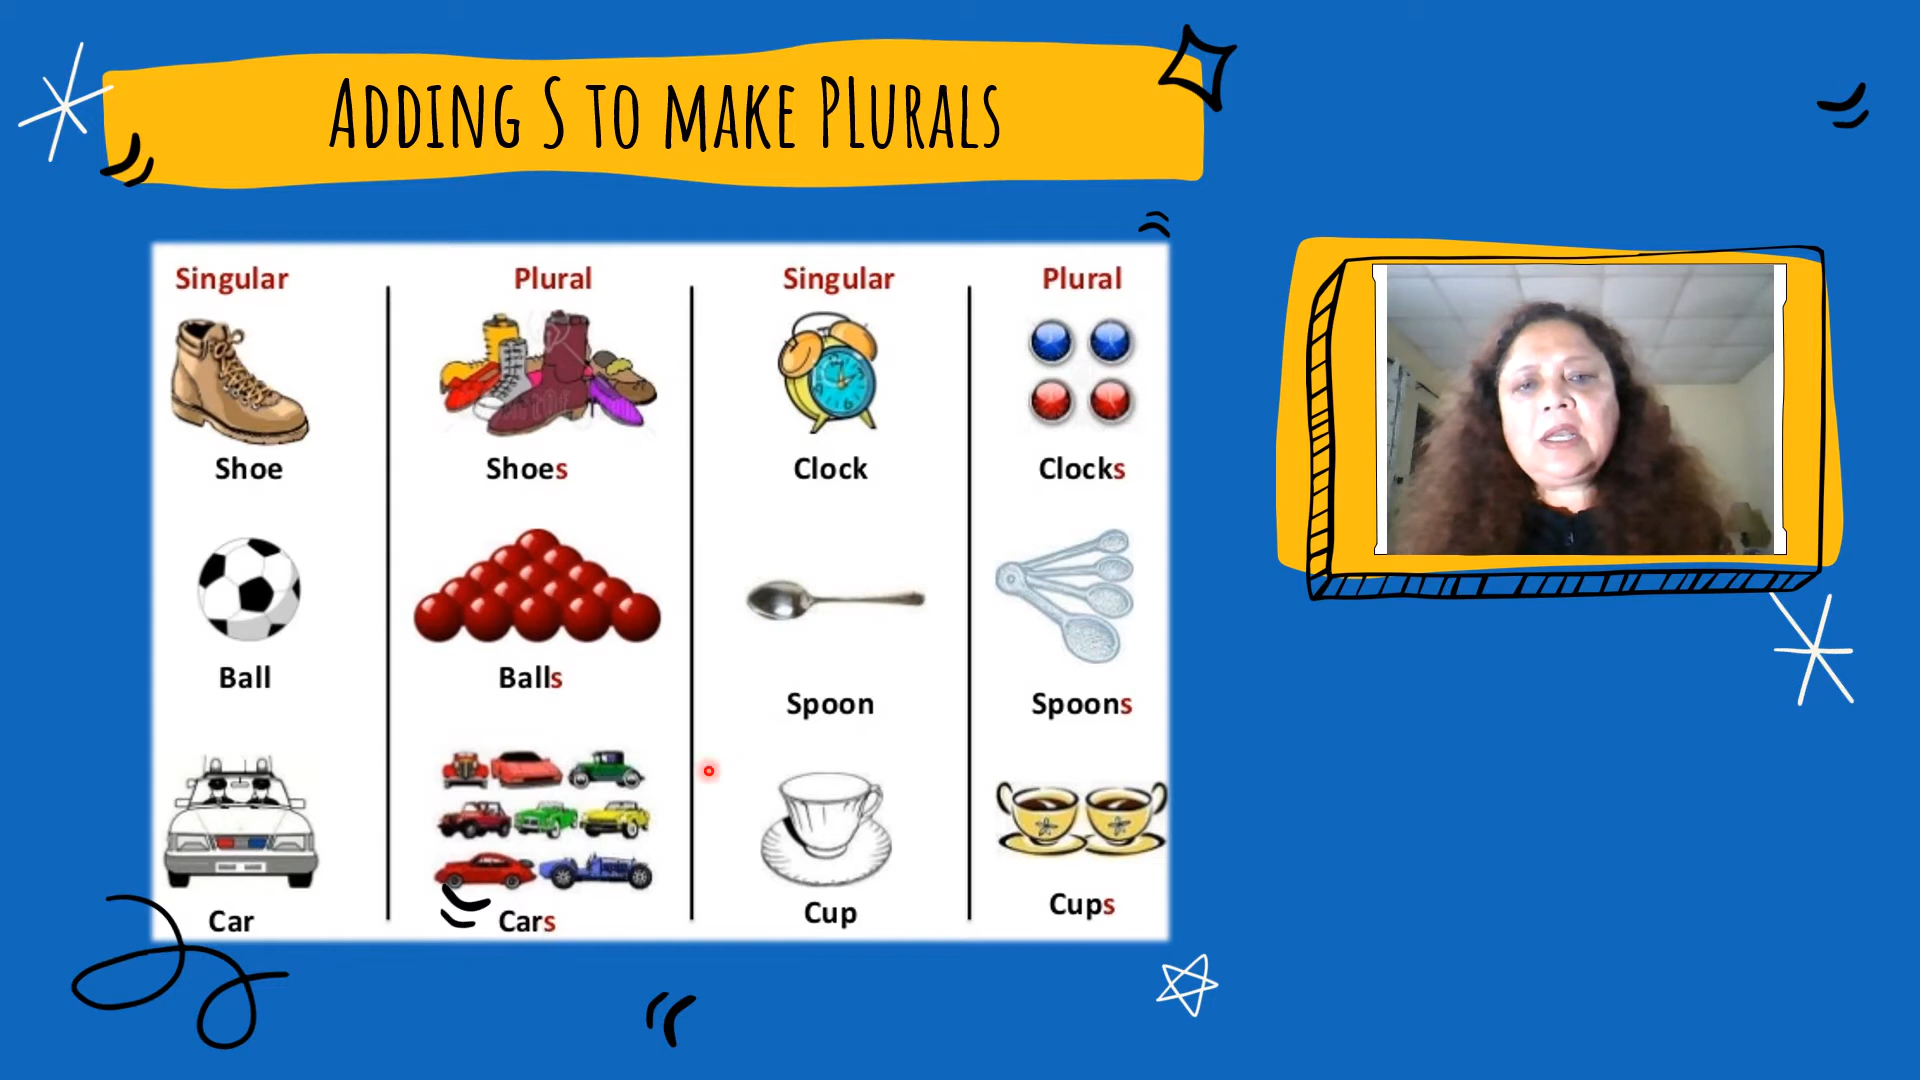 ADDING S TO MAKE PLURALS
Singular Plural Singular Plural
Shoe Shoes Clock Clocks
Ball Balls Spoon Spoons
Car Cars Cup Cups